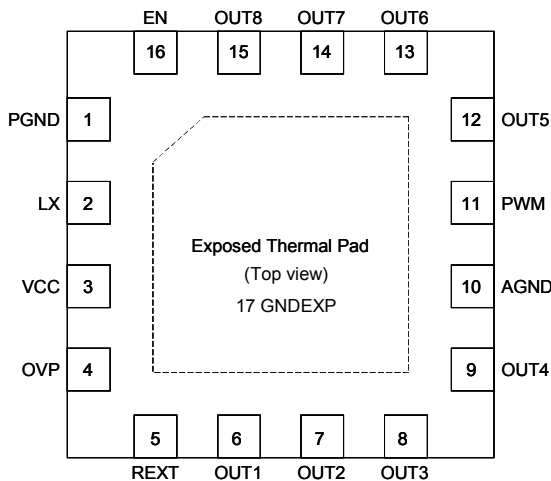 EN OUT8 OUT7 OUT6
16 15 14 13
PGND 1 12 OUT5
LX 2 11 PWM
VCC 3 10 AGND
OVP 4 9 OUT4
Exposed Thermal Pad
(Top view)
17 GNDEXP
5 6 7 8
REXT OUT1 OUT2 OUT3